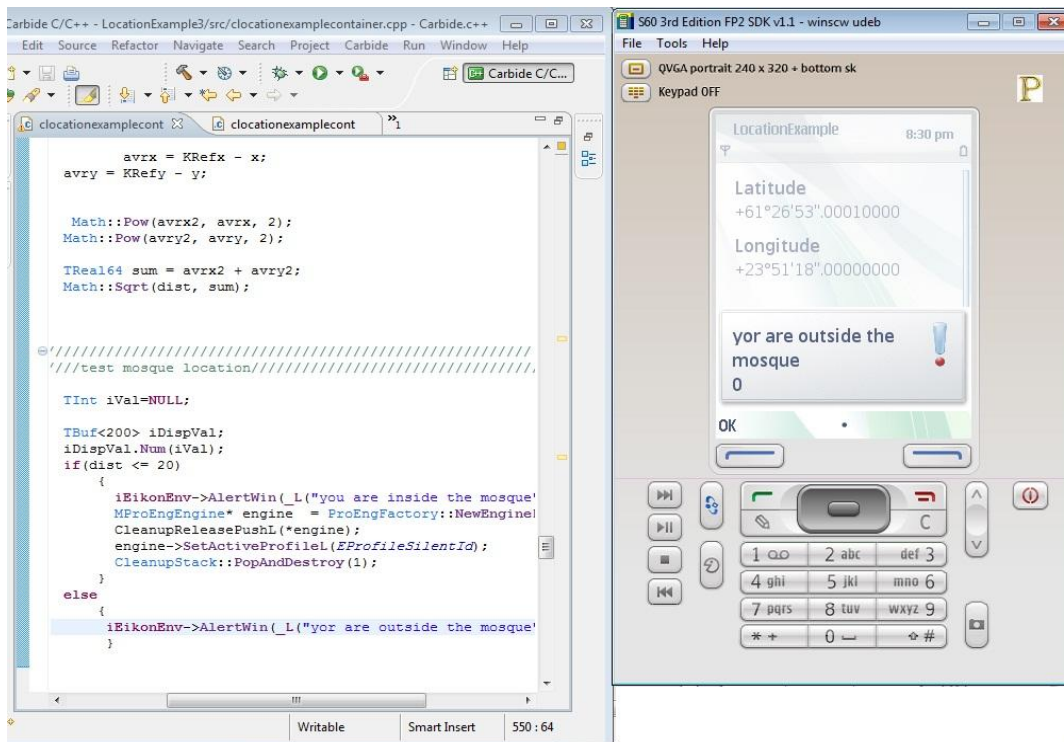 Carbide C/C++ - LocationExample3/src/clocationexamplecontainer.cpp - Carbide.c++
Edit Source Refactor Navigate Search Project Carbide Run Window Help
Carbide C/C...
clocationexamplecont
clocationexamplecont
»1
avrx = KRefx - x;
avry = KRefy - y;
Math::Pow(avrx2, avrx, 2);
Math::Pow(avry2, avry, 2);
TReal64 sum = avrx2 + avry2;
Math::Sqrt(dist, sum);
'/////////////////////////////////////////////////////////
'///test mosque location//////////////////////////////////
TInt iVal=NULL;
TBuf<200> iDispVal;
iDispVal.Num(iVal);
if(dist <= 20)
{
iEikonEnv->AlertWin(_L("you are inside the mosque"
MProEngEngine* engine = ProEngFactory::NewEngine
CleanupReleasePushL(*engine);
engine->SetActiveProfileL(EProfileSilentId);
CleanupStack::PopAndDestroy(1);
}
else
{
iEikonEnv->AlertWin(_L("yor are outside the mosque"
}
Writable Smart Insert 550 : 64
S60 3rd Edition FP2 SDK v1.1 - winscw udeb
File Tools Help
QVGA portrait 240 x 320 + bottom sk
Keypad OFF
P
LocationExample 8:30 pm
Latitude
+61°26'53".00010000
Longitude
+23°51'18".00000000
yor are outside the
mosque
0
OK
C
1 2 abc def 3
4 ghi 5 jkl mno 6
7 pqrs 8 tuv wxyz 9
* + 0 #